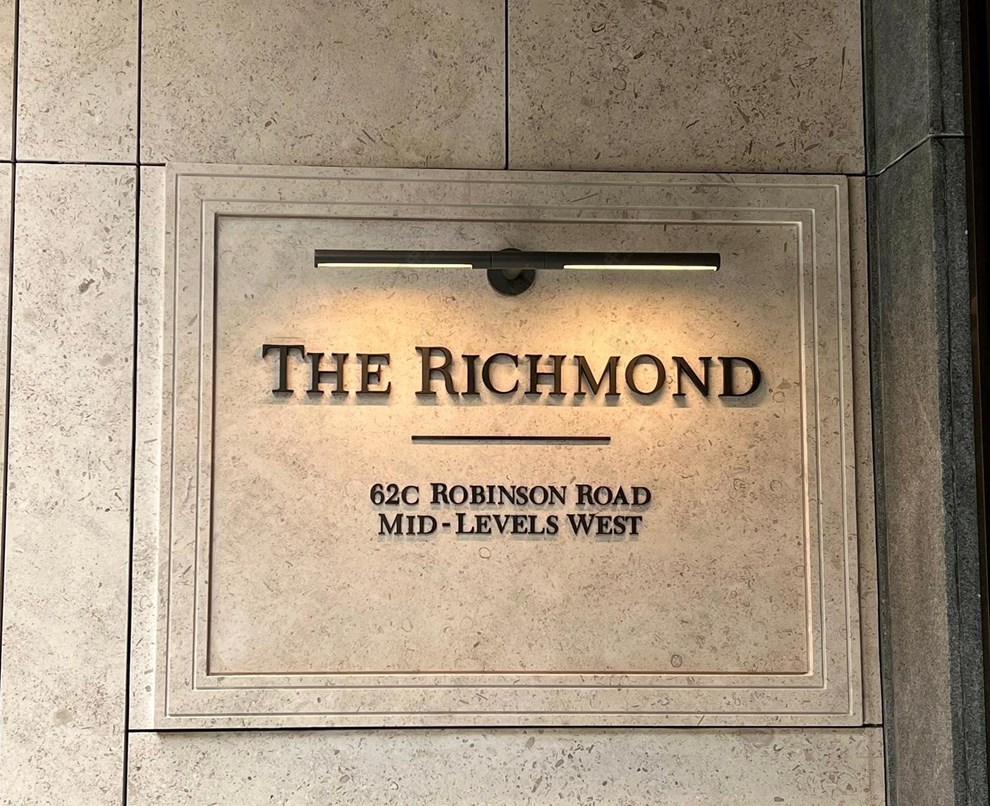 THE RICHMOND
62C ROBINSON ROAD
MID-LEVELS WEST